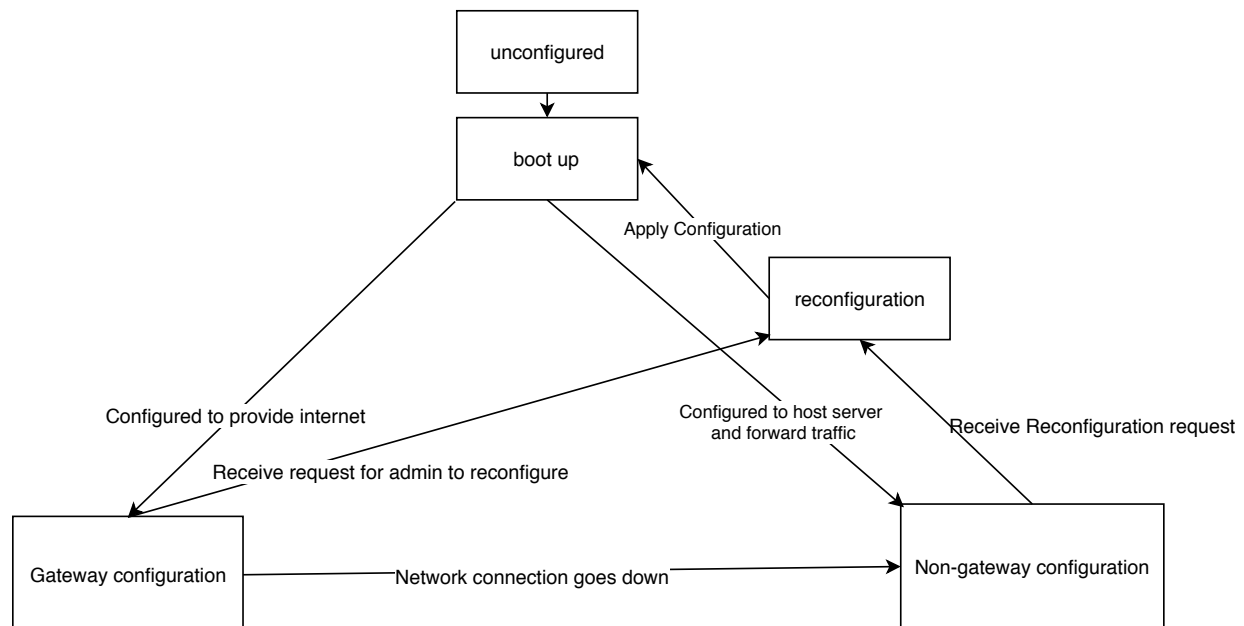 unconfigured
boot up
Apply Configuration
reconfiguration
Configured to provide internet
Configured to host server
and forward traffic
Receive Reconfiguration request
Receive request for admin to reconfigure
Gateway configuration
Network connection goes down
Non-gateway configuration